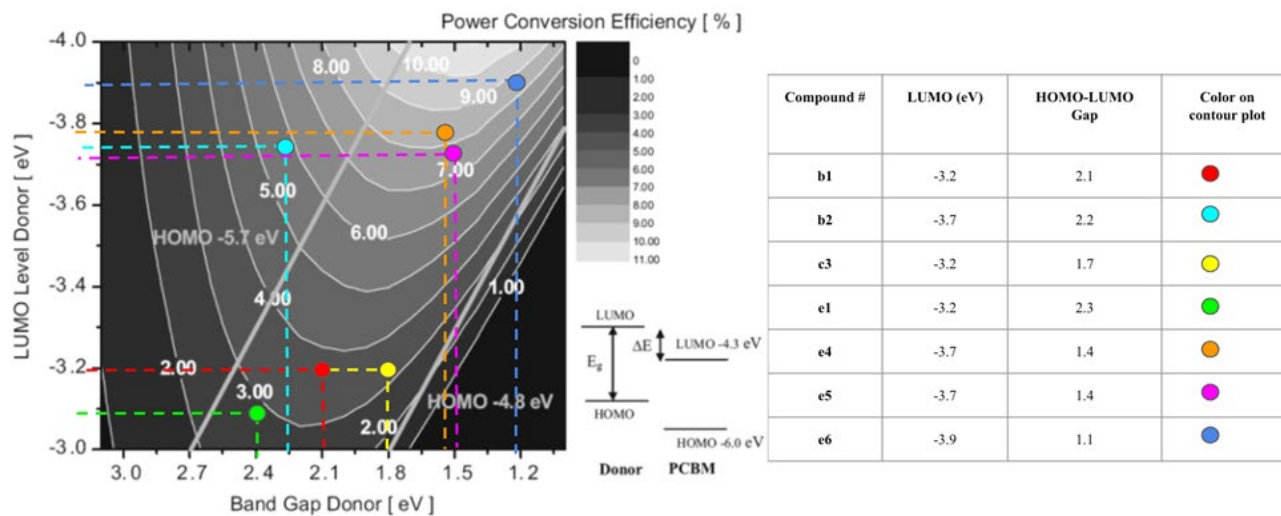 Power Conversion Efficiency [ % ]
-4.0
-3.8
-3.6
-3.4
-3.2
-3.0
LUMO Level Donor [ eV ]
8.00
10.00
9.00
7.00
5.00
6.00
HOMO -5.7 eV
4.00
1.00
2.00
3.00
HOMO -4.8 eV
2.00
3.0
2.7
2.4
2.1
1.8
1.5
1.2
Band Gap Donor [ eV ]
0
1.00
2.00
3.00
4.00
5.00
6.00
7.00
8.00
9.00
10.00
11.00
LUMO
ΔE
LUMO -4.3 eV
Eg
HOMO
HOMO -6.0 eV
Donor PCBM
Compound # LUMO (eV) HOMO-LUMO Gap Color on contour plot
b1 -3.2 2.1
b2 -3.7 2.2
c3 -3.2 1.7
e1 -3.2 2.3
e4 -3.7 1.4
e5 -3.7 1.4
e6 -3.9 1.1